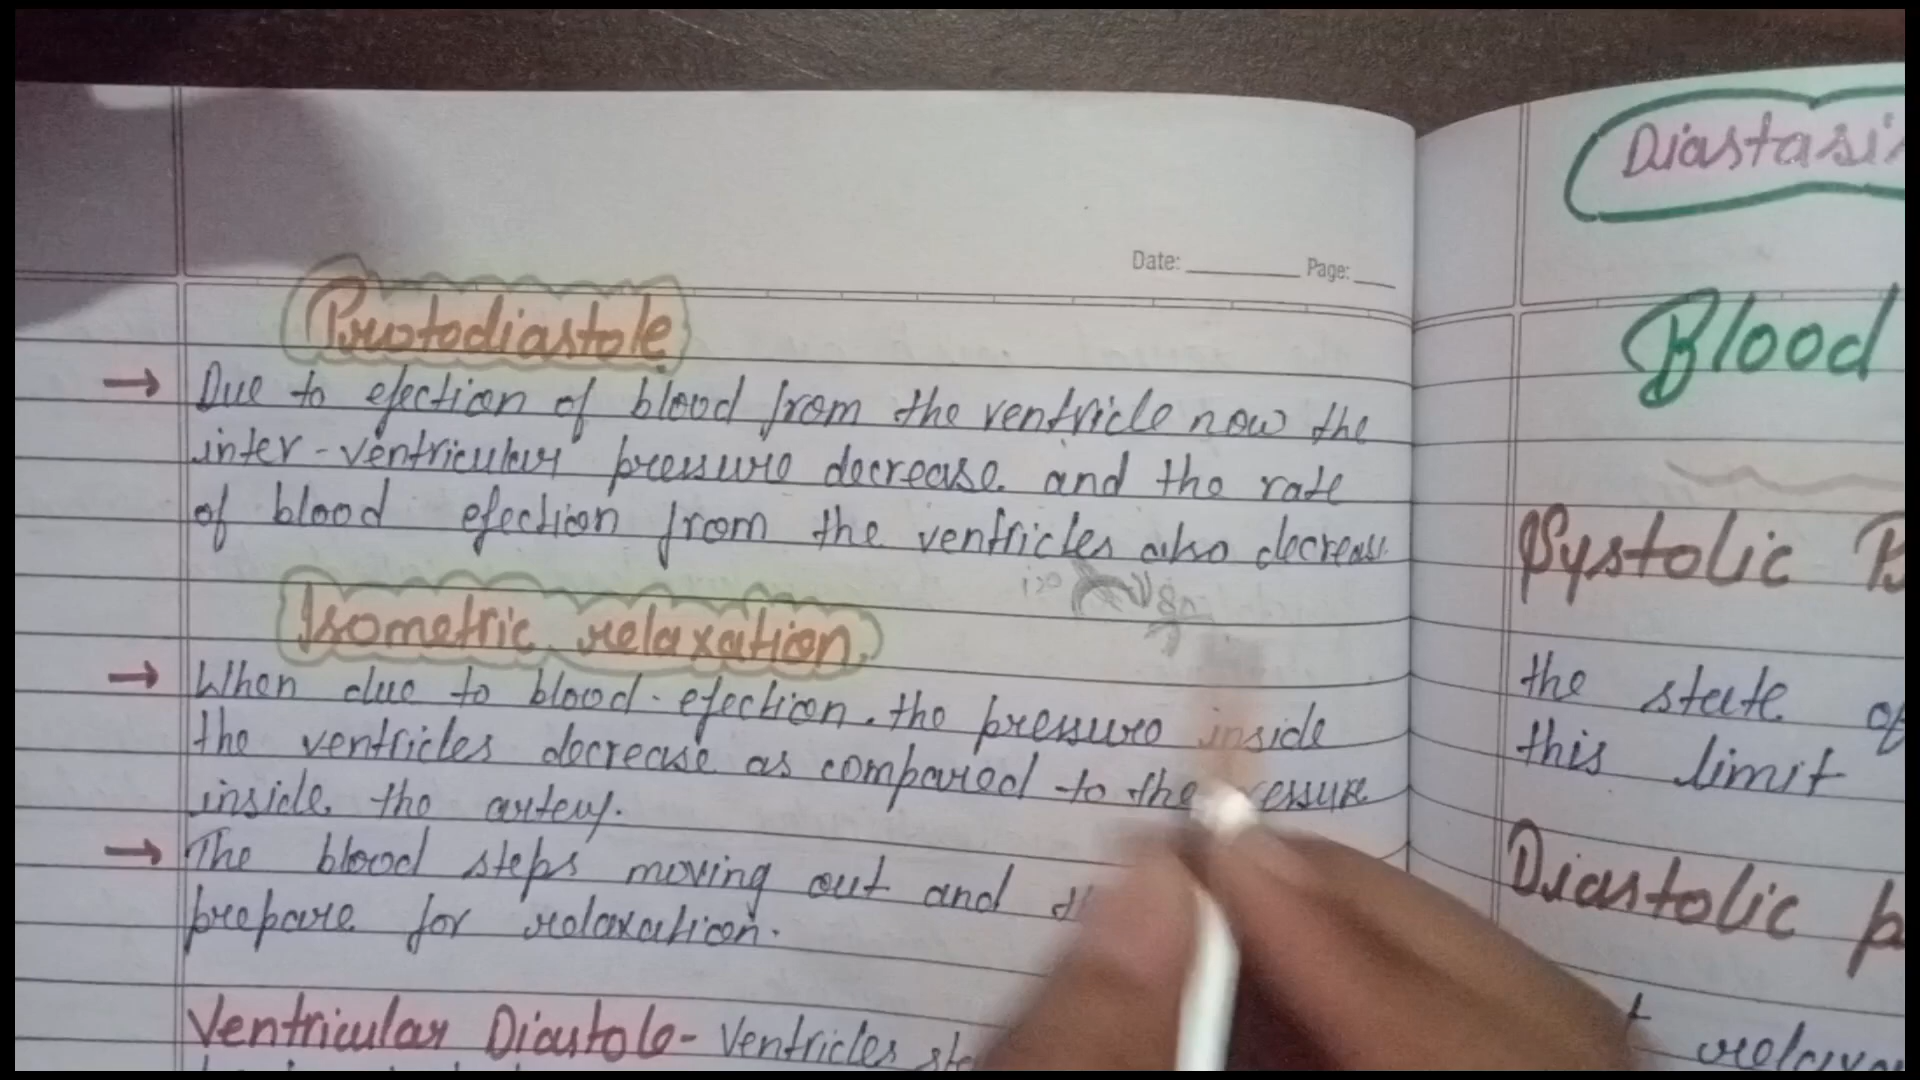 Date: Page:
Protodiastole
→ Due to ejection of blood from the ventricle now the
inter-ventricular pressure decrease and the rate
of blood ejection from the ventricles also decrease
Isometric relaxation
→ When due to blood ejection. the pressure inside
the ventricles decrease as compared to the
inside the artery.
→ The blood steps moving out and
prepare for relaxation.
Ventricular Diastole - Ventricles
Diastasis
Blood
Systolic
the state of
this limit
Diastolic